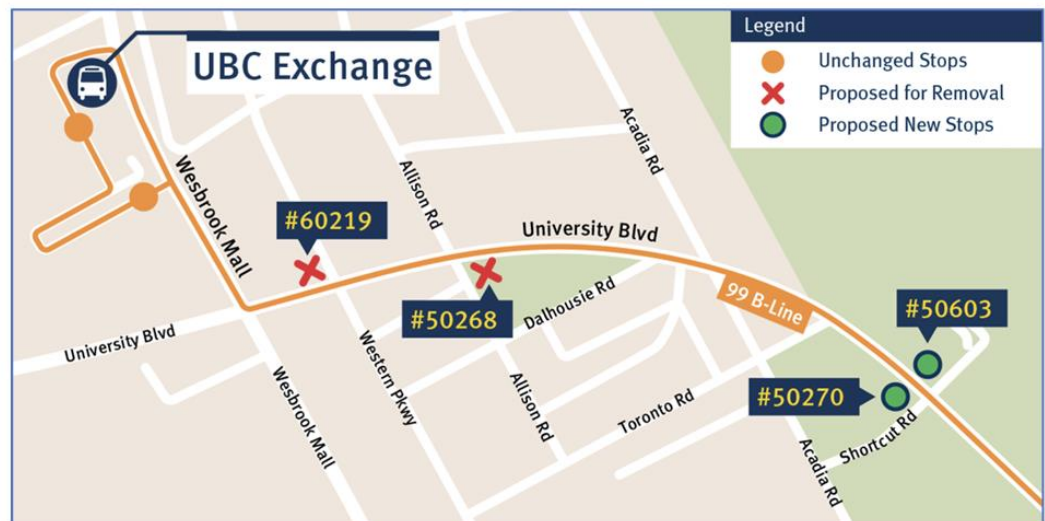 UBC Exchange
Legend
Unchanged Stops
Proposed for Removal
Proposed New Stops
Wesbrook Mall
Allison Rd
Acadia Rd
#60219
University Blvd
#50268
Dalhousie Rd
99 B-Line
#50603
University Blvd
Western Pkwy
Wesbrook Mall
Allison Rd
Toronto Rd
#50270
Shortcut Rd
Acadia Rd